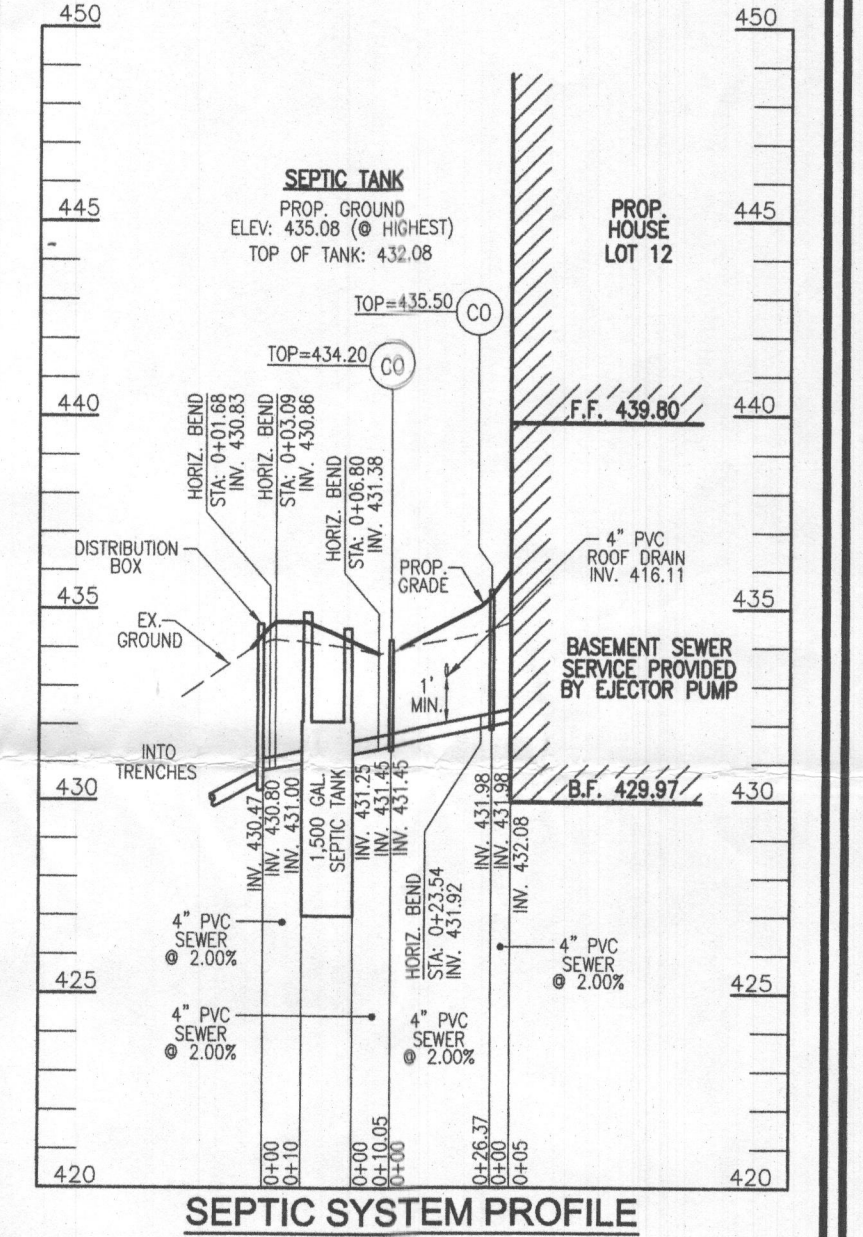 450
450
SEPTIC TANK
PROP. GROUND
ELEV: 435.08 (@ HIGHEST)
TOP OF TANK: 432.08
445
445
PROP.
HOUSE
LOT 12
TOP=435.50
CO
TOP=434.20
CO
440
440
F.F. 439.80
HORIZ. BEND
STA: 0+01.68
INV. 430.83
HORIZ. BEND
STA: 0+03.09
INV. 430.86
HORIZ. BEND
STA: 0+06.80
INV. 431.38
DISTRIBUTION
BOX
PROP.
GRADE
4" PVC
ROOF DRAIN
INV. 416.11
435
435
EX.
GROUND
BASEMENT SEWER
SERVICE PROVIDED
BY EJECTOR PUMP
1'
MIN.
INTO
TRENCHES
430
430
B.F. 429.97
INV. 430.47
INV. 430.80
INV. 431.00
1,500 GAL.
SEPTIC TANK
INV. 431.25
INV. 431.45
INV. 431.45
HORIZ. BEND
STA: 0+23.54
INV. 431.92
INV. 431.98
INV. 431.98
INV. 432.08
4" PVC
SEWER
@ 2.00%
4" PVC
SEWER
@ 2.00%
425
425
4" PVC
SEWER
@ 2.00%
4" PVC
SEWER
@ 2.00%
0+00
0+10
0+00
0+10.05
0+00
0+26.37
0+00
0+05
420
420
SEPTIC SYSTEM PROFILE